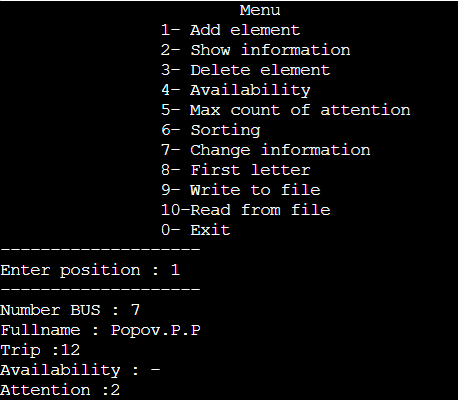 Menu
1- Add element
2- Show information
3- Delete element
4- Availability
5- Max count of attention
6- Sorting
7- Change information
8- First letter
9- Write to file
10-Read from file
0- Exit
--------------------
Enter position : 1
--------------------
Number BUS : 7
Fullname : Popov.P.P
Trip :12
Availability : -
Attention :2